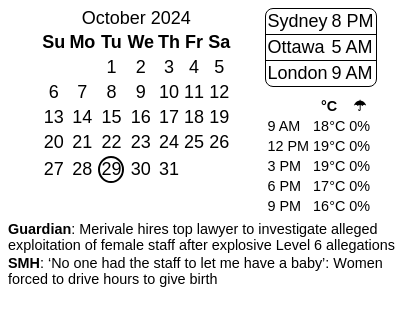 October 2024
Su Mo Tu We Th Fr Sa
1 2 3 4 5
6 7 8 9 10 11 12
13 14 15 16 17 18 19
20 21 22 23 24 25 26
27 28 29 30 31
Sydney 8 PM
Ottawa 5 AM
London 9 AM
°C ☂
9 AM 18°C 0%
12 PM 19°C 0%
3 PM 19°C 0%
6 PM 17°C 0%
9 PM 16°C 0%
Guardian: Merivale hires top lawyer to investigate alleged
exploitation of female staff after explosive Level 6 allegations
SMH: ‘No one had the staff to let me have a baby’: Women
forced to drive hours to give birth